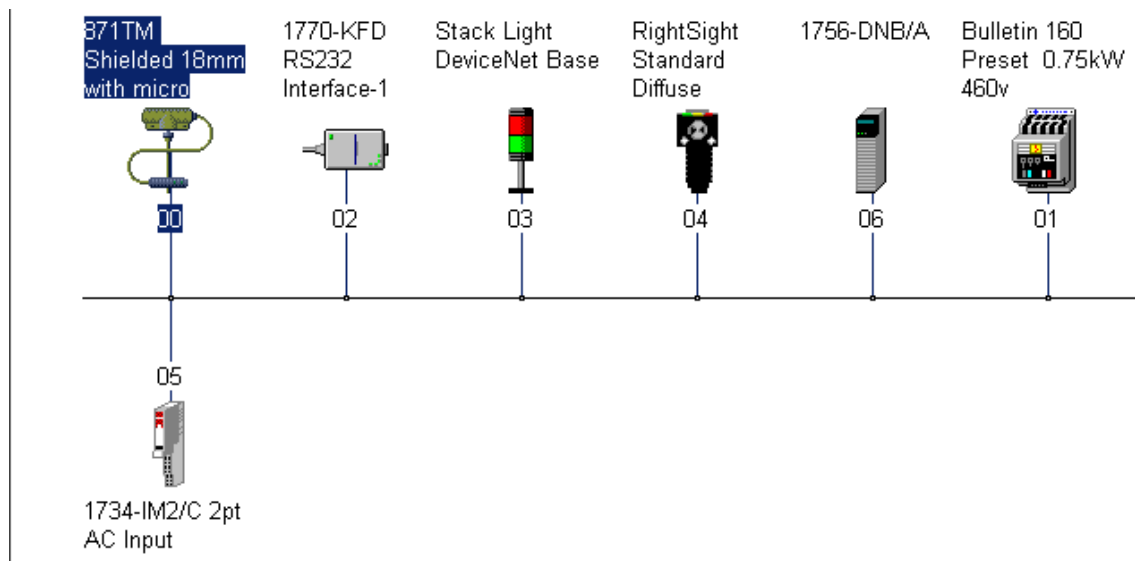 871TM
Shielded 18mm
with micro
1770-KFD
RS232
Interface-1
Stack Light
DeviceNet Base
RightSight
Standard
Diffuse
1756-DNB/A
Bulletin 160
Preset 0.75kW
460v
00
02
03
04
06
01
05
1734-IM2/C 2pt
AC Input